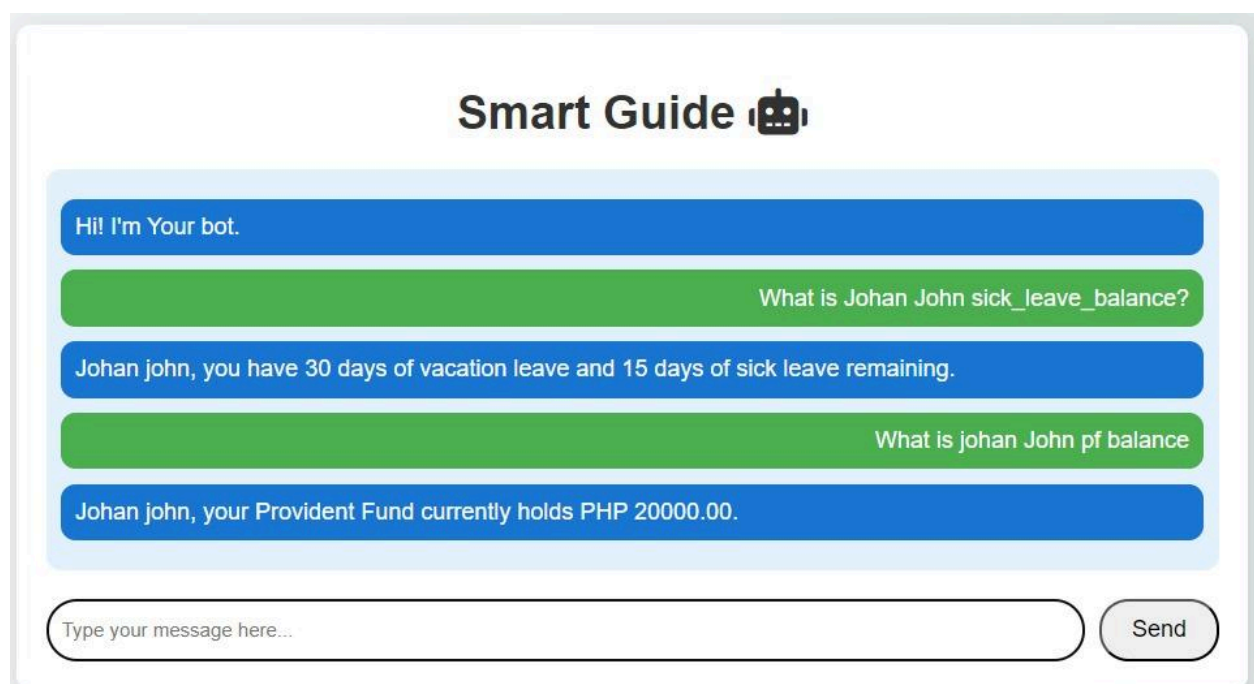 Smart Guide
Hi! I'm Your bot.
What is Johan John sick_leave_balance?
Johan john, you have 30 days of vacation leave and 15 days of sick leave remaining.
What is johan John pf balance
Johan john, your Provident Fund currently holds PHP 20000.00.
Type your message here...
Send